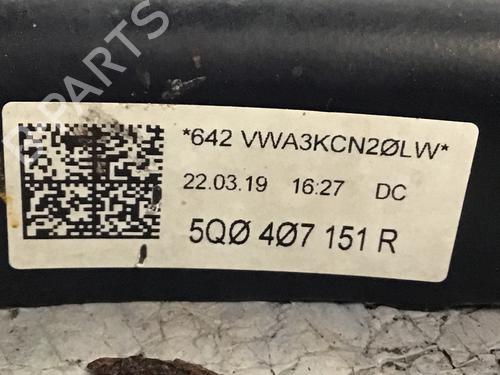 *642 VWA3KCN2ØLW*
22.03.19 16:27 DC
5QØ 4Ø7 151 R
B PARTS